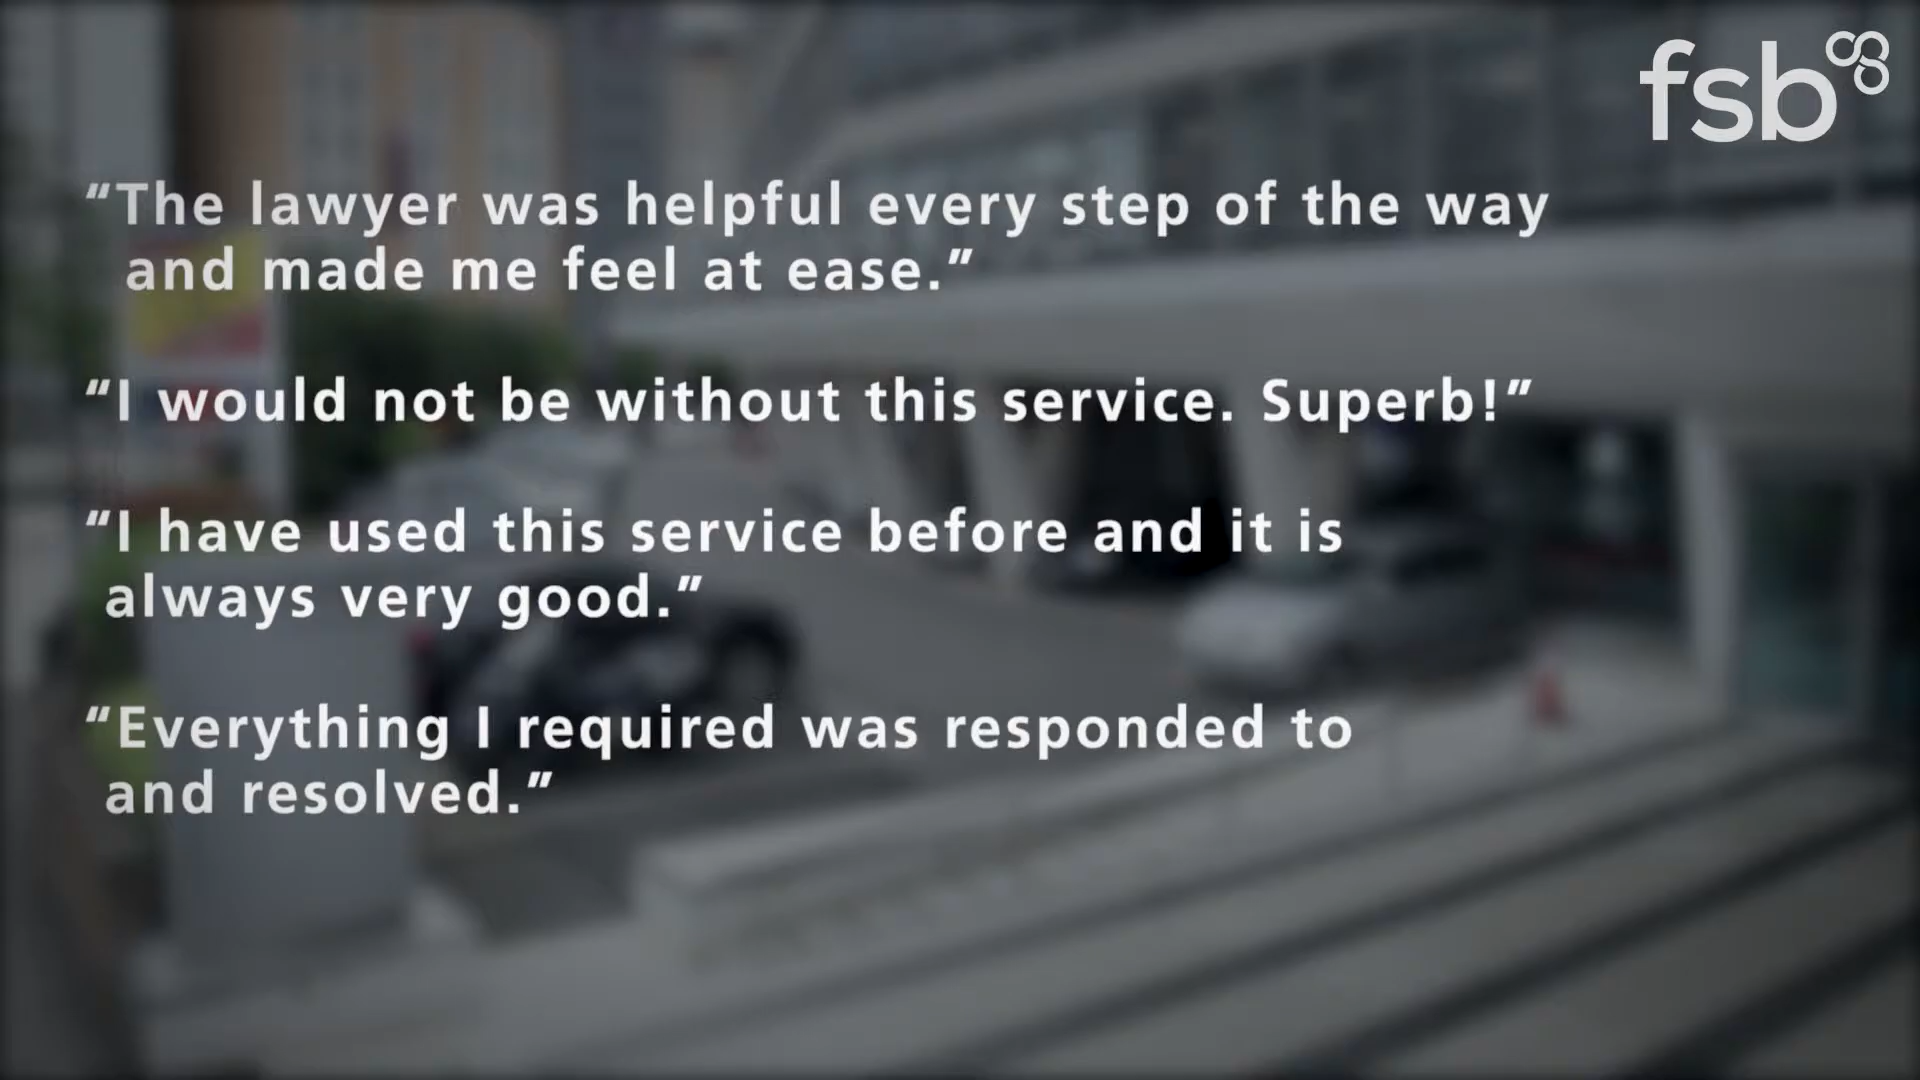 fsb
“The lawyer was helpful every step of the way
and made me feel at ease.”
“I would not be without this service. Superb!”
“I have used this service before and it is
always very good.”
“Everything I required was responded to
and resolved.”